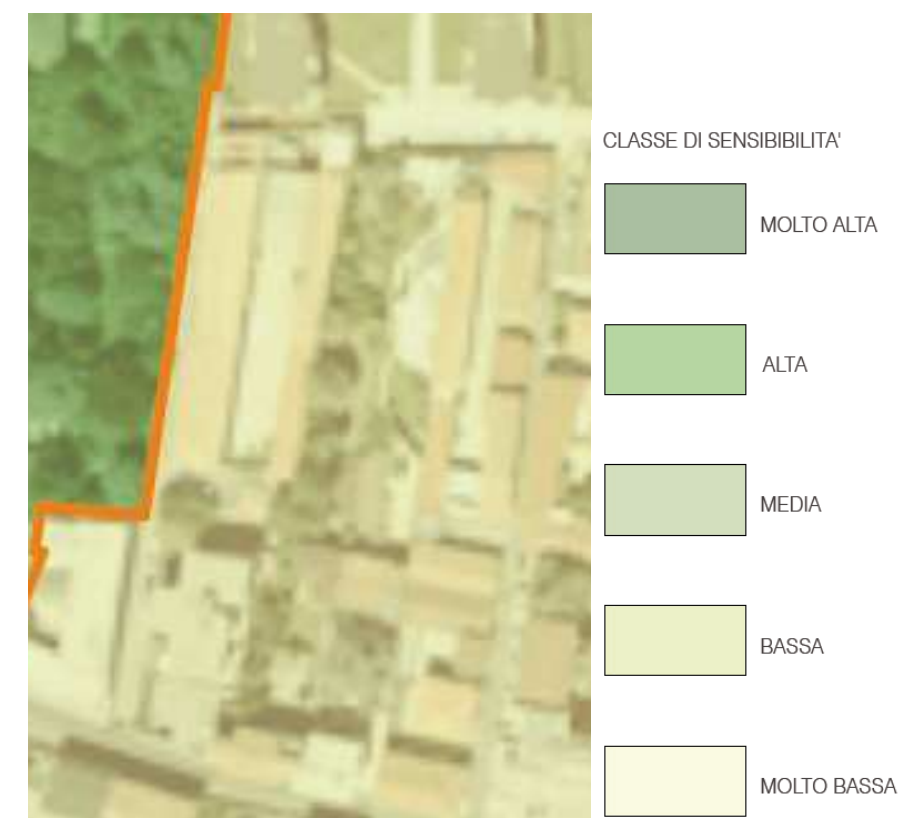 CLASSE DI SENSIBIBILITA'
MOLTO ALTA
ALTA
MEDIA
BASSA
MOLTO BASSA